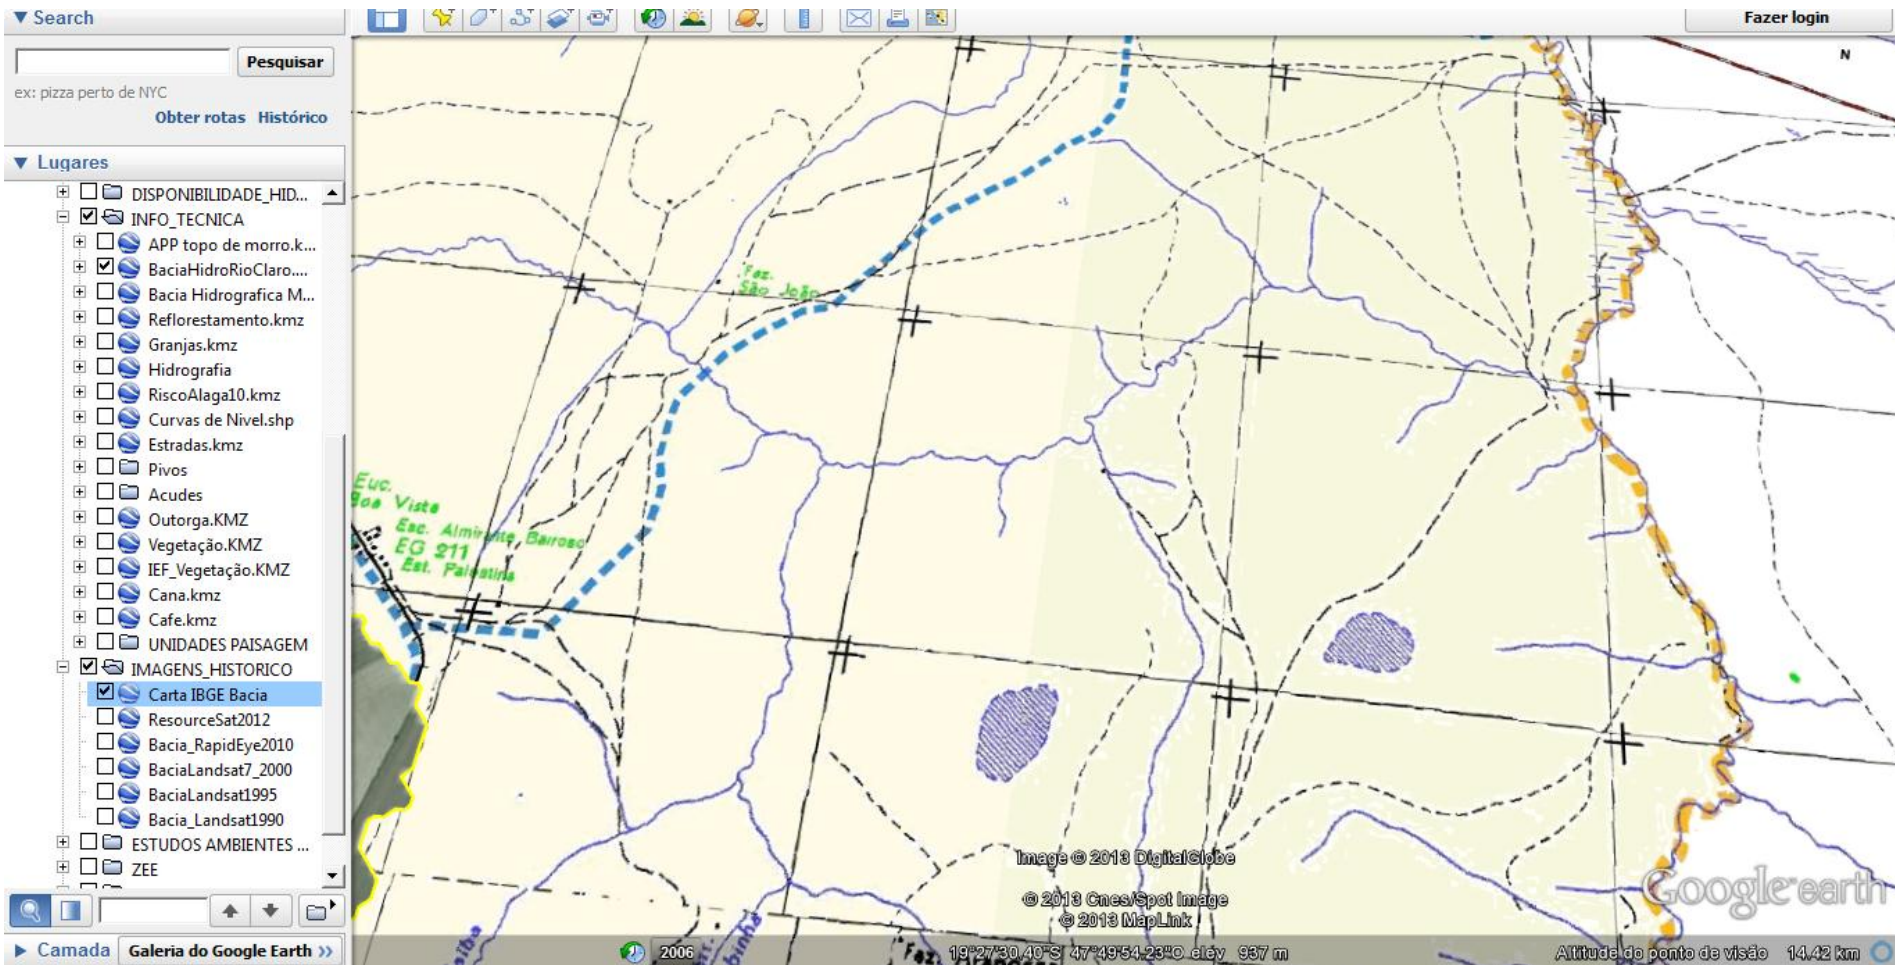 Search
Pesquisar
ex: pizza perto de NYC
Obter rotas Histórico
Lugares
DISPONIBILIDADE_HID...
INFO_TECNICA
APP topo de morro.k...
BaciaHidroRioClaro....
Bacia Hidrografica M...
Reflorestamento.kmz
Granjas.kmz
Hidrografia
RiscoAlaga10.kmz
Curvas de Nivel.shp
Estradas.kmz
Pivos
Acudes
Outorga.KMZ
Vegetação.KMZ
IEF_Vegetação.KMZ
Cana.kmz
Cafe.kmz
UNIDADES PAISAGEM
IMAGENS_HISTORICO
Carta IBGE Bacia
ResourceSat2012
Bacia_RapidEye2010
BaciaLandsat7_2000
BaciaLandsat1995
Bacia_Landsat1990
ESTUDOS AMBIENTES ...
ZEE
Camada Galeria do Google Earth >>
Fazer login
N
Faz.
São João
Euc.
Boa Vista
Esc. Almirante Barroso
EG 211
Est. Palestina
Image © 2013 DigitalGlobe
© 2013 Cnes/Spot Image
© 2013 MapLink
Google earth
Faz.
2006
19°27'30.40"S 47°49'54.23"O elev 937 m
Altitude do ponto de visão 14.42 km